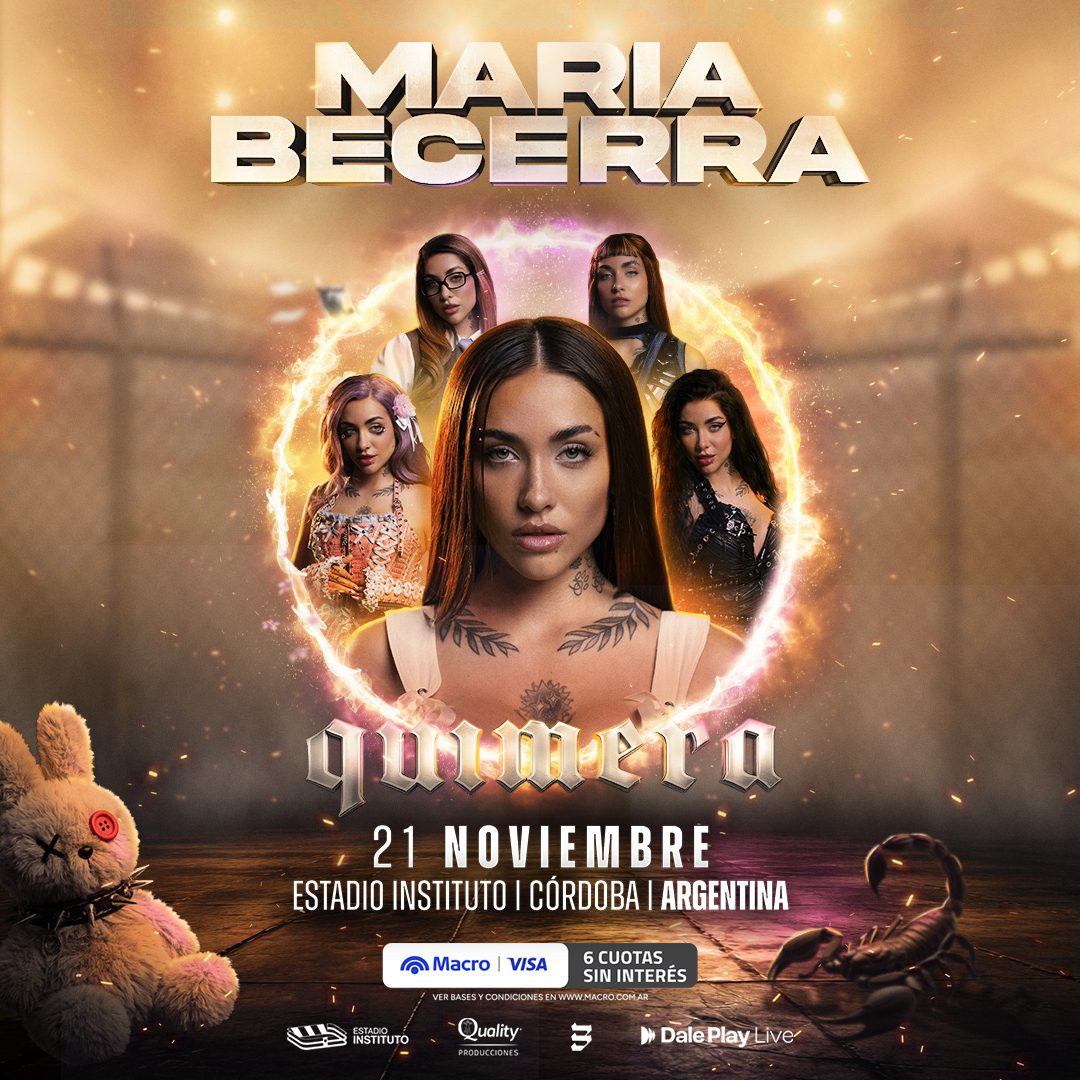 MARIA
BECERRA
quimera
21 NOVIEMBRE
ESTADIO INSTITUTO | CÓRDOBA | ARGENTINA
Macro | VISA
6 CUOTAS
SIN INTERÉS
VER BASES Y CONDICIONES EN WWW.MACRO.COM.AR
ESTADIO
INSTITUTO
Quality
PRODUCCIONES
Dale Play Live